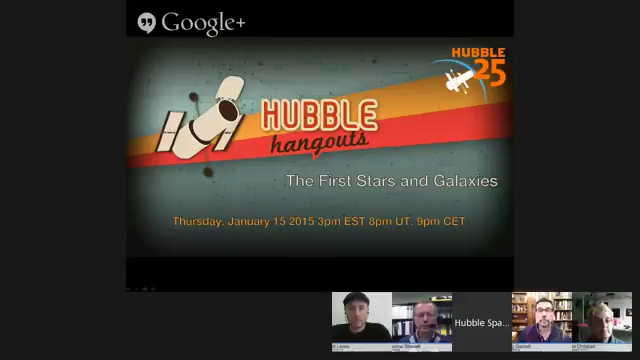 Google+
HUBBLE
25
HUBBLE
hangouts
The First Stars and Galaxies
Thursday, January 15 2015 3pm EST 8pm UT, 9pm CET
Hubble Spa...
Christian